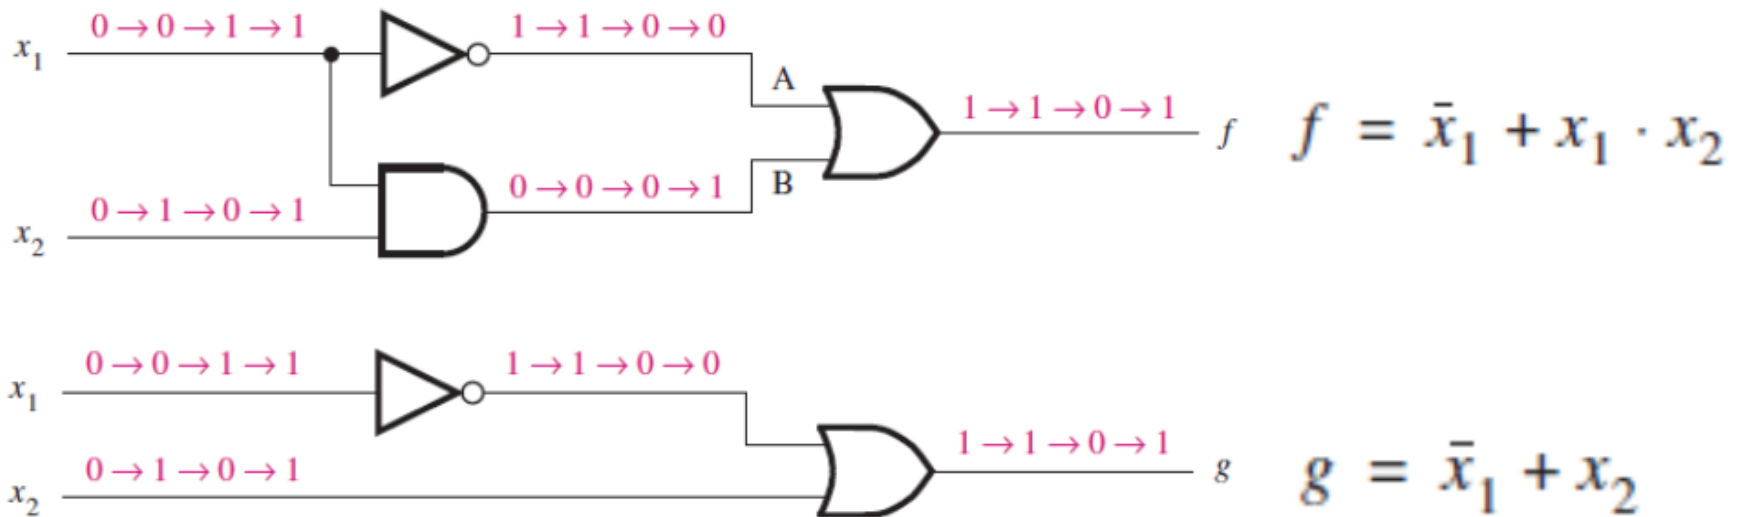 0 → 0 → 1 → 1
1 → 1 → 0 → 0
x₁
A
1 → 1 → 0 → 1
f
f = x̄₁ + x₁ · x₂
B
0 → 0 → 0 → 1
0 → 1 → 0 → 1
x₂
0 → 0 → 1 → 1
1 → 1 → 0 → 0
x₁
1 → 1 → 0 → 1
g
g = x̄₁ + x₂
0 → 1 → 0 → 1
x₂